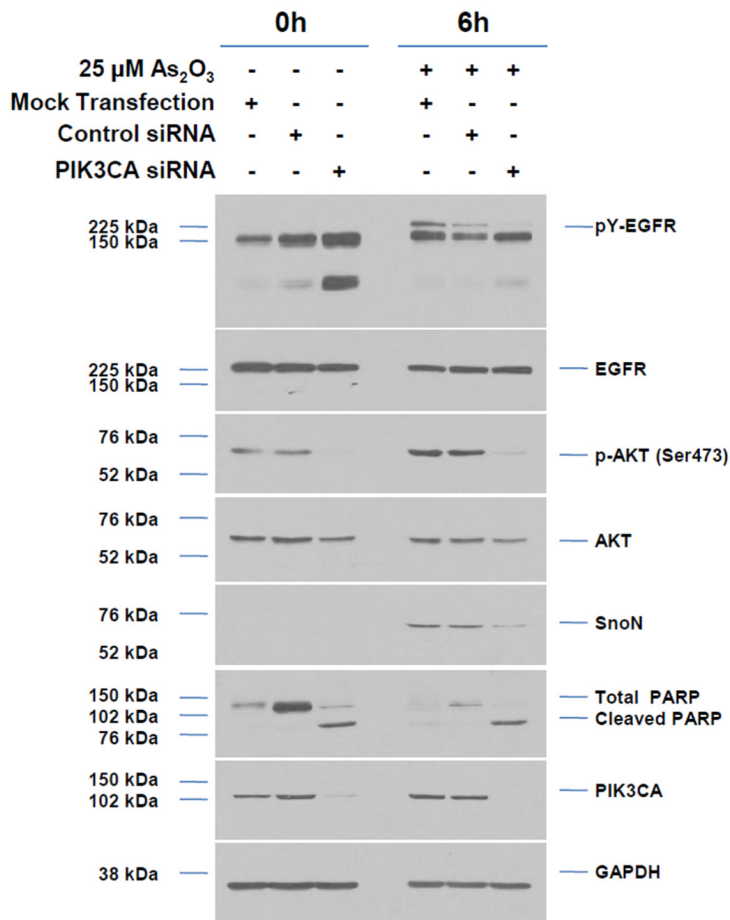 0h 6h
25 µM As₂O₃ - - - + + +
Mock Transfection + - - + - -
Control siRNA - + - - + -
PIK3CA siRNA - - + - - +
225 kDa
150 kDa
pY-EGFR
225 kDa
150 kDa
EGFR
76 kDa
52 kDa
p-AKT (Ser473)
76 kDa
52 kDa
AKT
76 kDa
52 kDa
SnoN
150 kDa
102 kDa
76 kDa
Total PARP
Cleaved PARP
150 kDa
102 kDa
PIK3CA
38 kDa
GAPDH